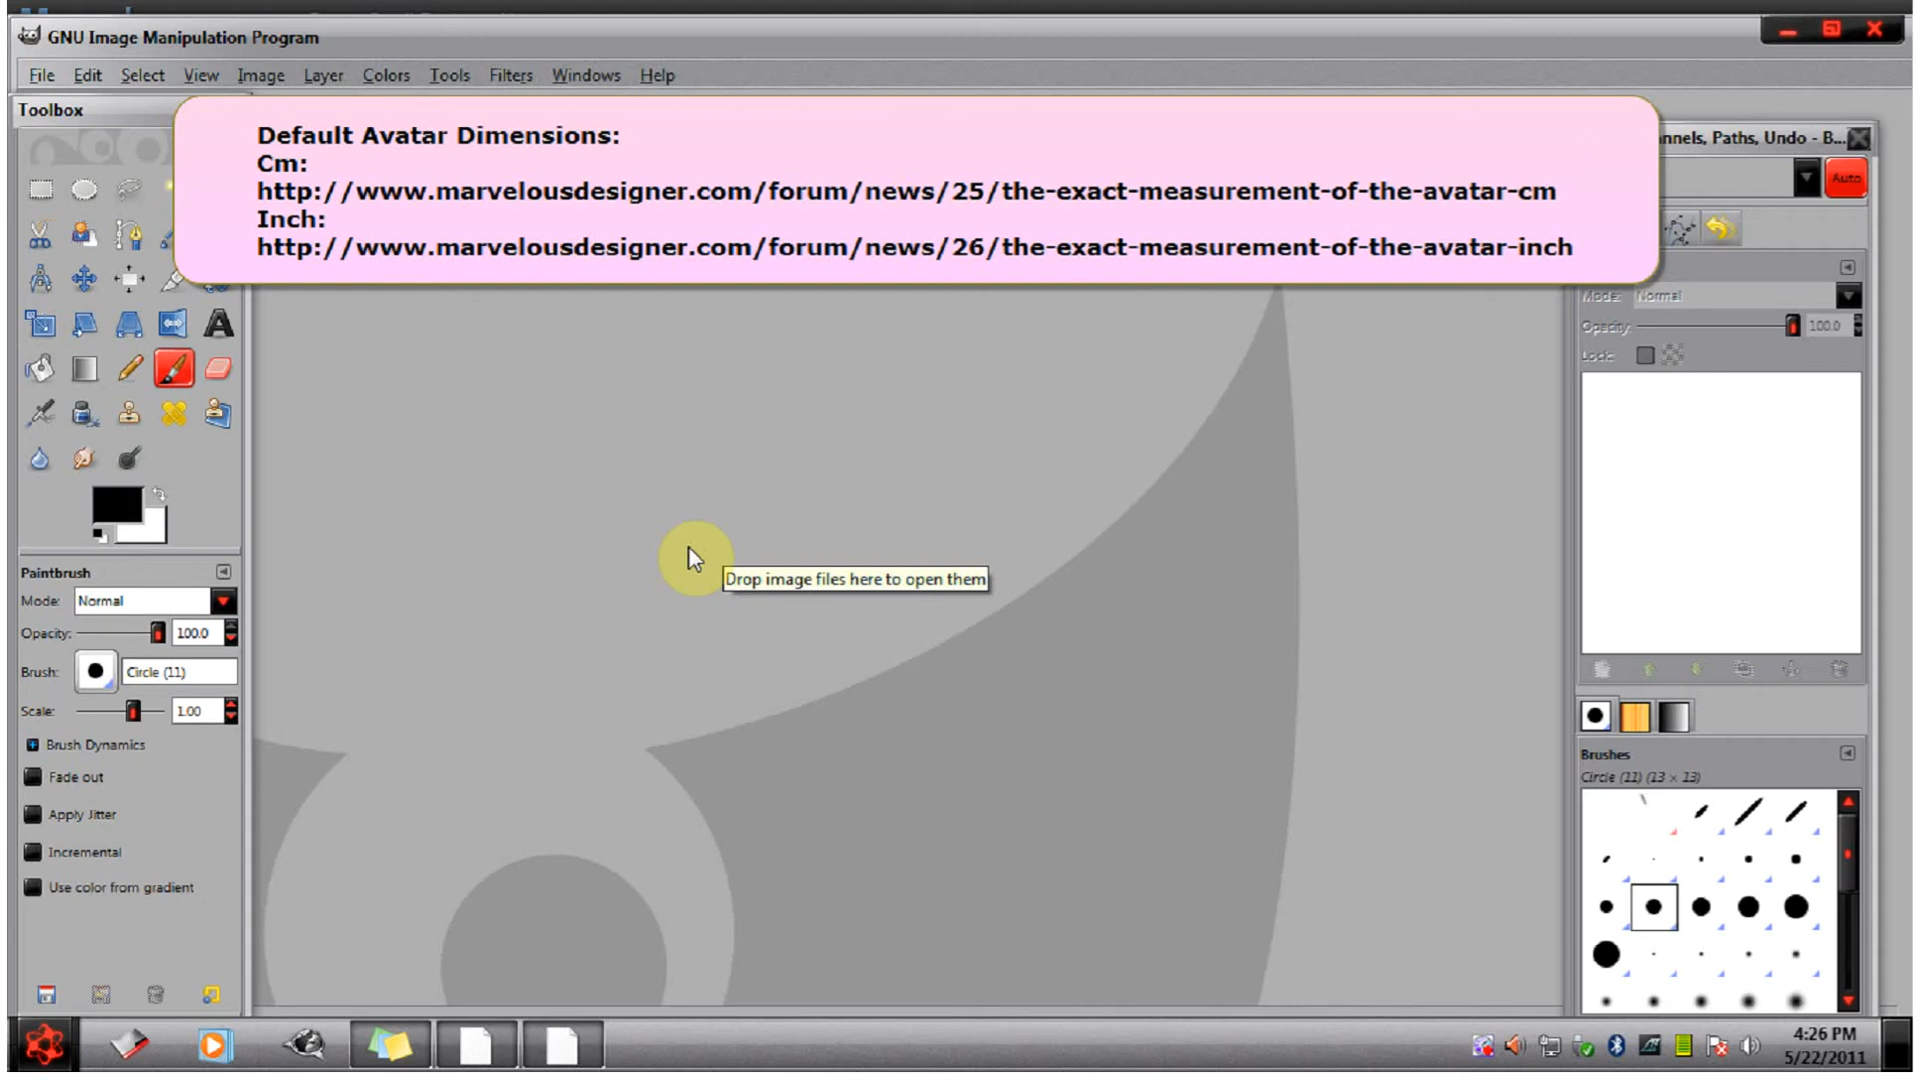 GNU Image Manipulation Program
File Edit Select View Image Layer Colors Tools Filters Windows Help
Toolbox
Default Avatar Dimensions:
Cm:
http://www.marvelousdesigner.com/forum/news/25/the-exact-measurement-of-the-avatar-cm
Inch:
http://www.marvelousdesigner.com/forum/news/26/the-exact-measurement-of-the-avatar-inch
Paths, Undo - B...
Auto
Mode: Normal
Opacity: 100.0
Lock:
Drop image files here to open them
Paintbrush
Mode: Normal
Opacity: 100.0
Brush: Circle (11)
Scale: 1.00
Brush Dynamics
Fade out
Apply Jitter
Incremental
Use color from gradient
Brushes
Circle (11) (13 × 13)
4:26 PM
5/22/2011